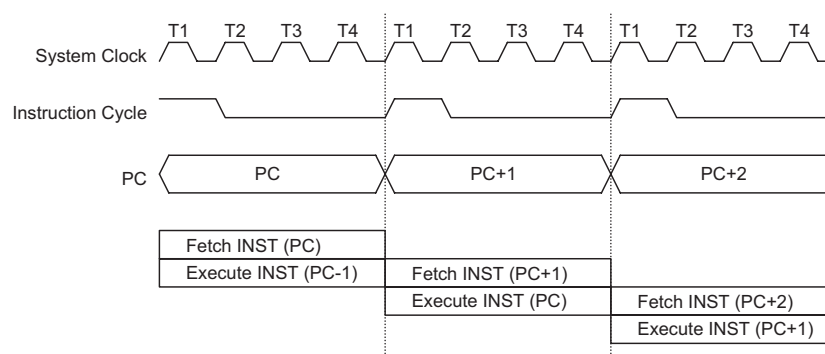 T1 T2 T3 T4 T1 T2 T3 T4 T1 T2 T3 T4
System Clock
Instruction Cycle
PC PC PC+1 PC+2
Fetch INST (PC)
Execute INST (PC-1) Fetch INST (PC+1)
Execute INST (PC) Fetch INST (PC+2)
Execute INST (PC+1)